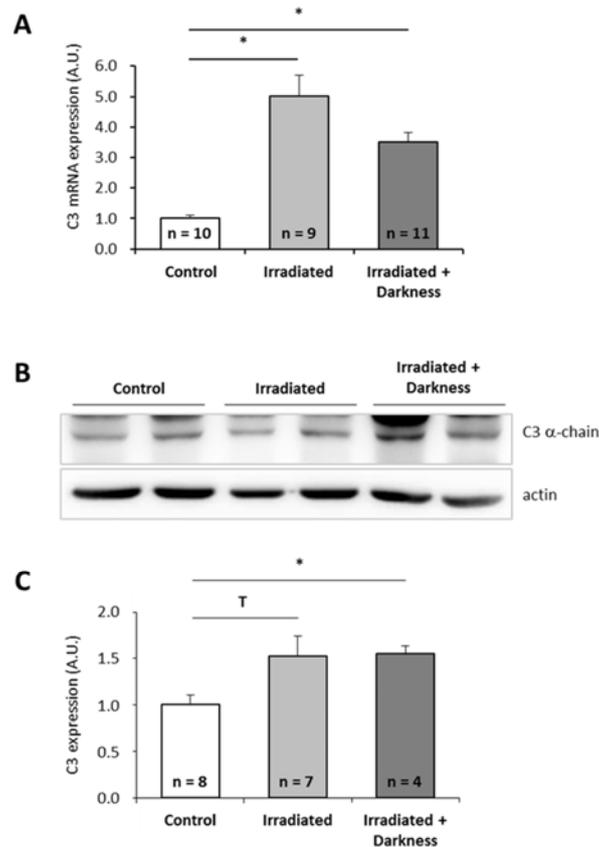 A
*
*
C3 mRNA expression (A.U.)
6.0
5.0
4.0
3.0
2.0
1.0
0.0
n = 10
n = 9
n = 11
Control
Irradiated
Irradiated +
Darkness
B
Control
Irradiated
Irradiated +
Darkness
C3 α-chain
actin
C
*
T
C3 expression (A.U.)
2.0
1.5
1.0
0.5
0.0
n = 8
n = 7
n = 4
Control
Irradiated
Irradiated +
Darkness